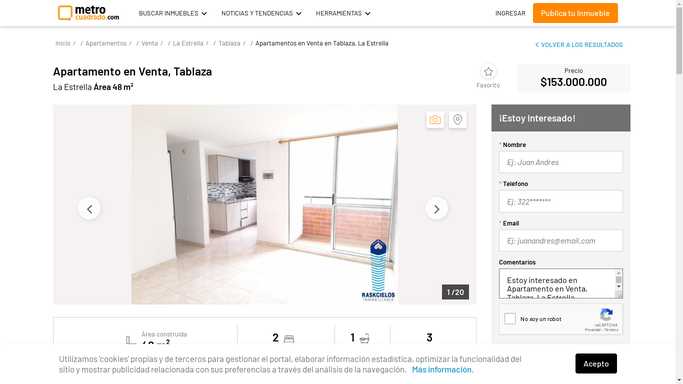 metro
cuadrado.com
BUSCAR INMUEBLES
NOTICIAS Y TENDENCIAS
HERRAMIENTAS
INGRESAR
Publica tu Inmueble
Inicio / / Apartamentos / / Venta / / La Estrella / / Tablaza / / Apartamentos en Venta en Tablaza, La Estrella
VOLVER A LOS RESULTADOS
Apartamento en Venta, Tablaza
La Estrella Área 48 m²
Favorito
Precio
$153.000.000
RASKCIELOS
1 / 20
¡Estoy Interesado!
* Nombre
Ej: Juan Andres
* Teléfono
Ej: 322*******
* Email
Ej: juanandres@email.com
Comentarios
Estoy interesado en
Apartamento en Venta,
Tablaza, La Estrella
No soy un robot
reCAPTCHA
Privacidad - Términos
Área construida
48 m²
2
1
3
Utilizamos 'cookies' propias y de terceros para gestionar el portal, elaborar información estadística, optimizar la funcionalidad del
sitio y mostrar publicidad relacionada con sus preferencias a través del análisis de la navegación. Más información.
Acepto